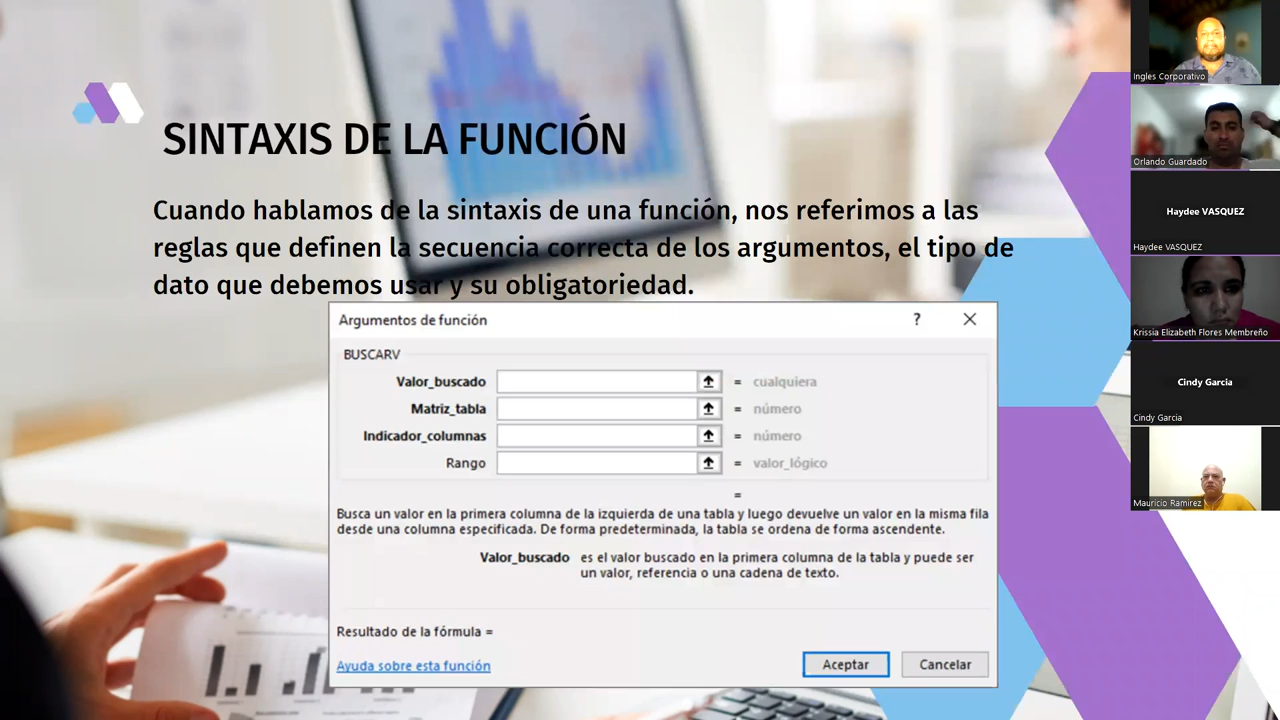 SINTAXIS DE LA FUNCIÓN
Cuando hablamos de la sintaxis de una función, nos referimos a las
reglas que definen la secuencia correcta de los argumentos, el tipo de
dato que debemos usar y su obligatoriedad.
Argumentos de función
?
BUSCARV
Valor_buscado = cualquiera
Matriz_tabla = número
Indicador_columnas = número
Rango = valor_lógico
=
Busca un valor en la primera columna de la izquierda de una tabla y luego devuelve un valor en la misma fila
desde una columna especificada. De forma predeterminada, la tabla se ordena de forma ascendente.
Valor_buscado es el valor buscado en la primera columna de la tabla y puede ser
un valor, referencia o una cadena de texto.
Resultado de la fórmula =
Ayuda sobre esta función
Aceptar Cancelar
Ingles Corporativo
Orlando Guardado
Haydee VASQUEZ
Haydee VASQUEZ
Krissia Elizabeth Flores Membreño
Cindy Garcia
Cindy Garcia
Mauricio Ramirez